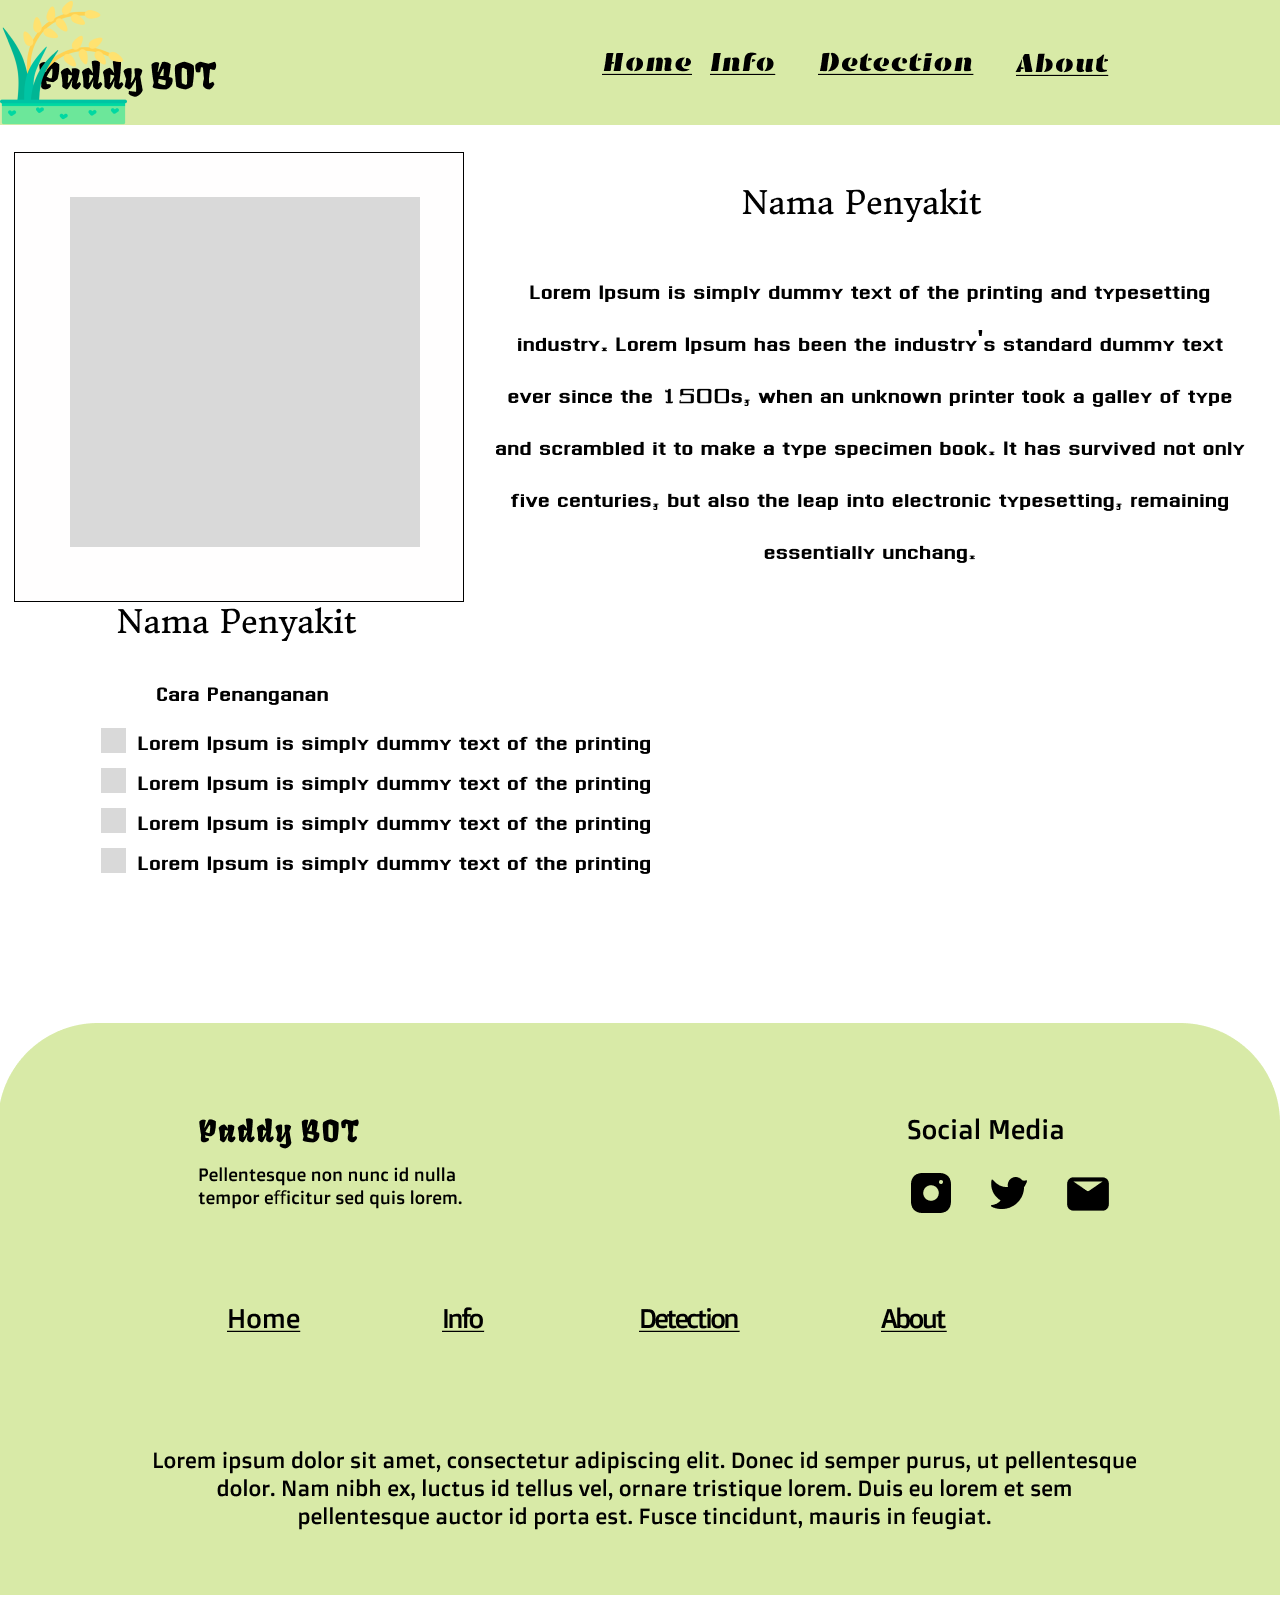 Paddy BOT
Home Info Detection About
Nama Penyakit
Lorem Ipsum is simply dummy text of the printing and typesetting
industry. Lorem Ipsum has been the industry's standard dummy text
ever since the 1500s, when an unknown printer took a galley of type
and scrambled it to make a type specimen book. It has survived not only
five centuries, but also the leap into electronic typesetting, remaining
essentially unchang.
Nama Penyakit
Cara Penanganan
Lorem Ipsum is simply dummy text of the printing
Lorem Ipsum is simply dummy text of the printing
Lorem Ipsum is simply dummy text of the printing
Lorem Ipsum is simply dummy text of the printing
Paddy BOT
Pellentesque non nunc id nulla
tempor efficitur sed quis lorem.
Social Media
Home Info Detection About
Lorem ipsum dolor sit amet, consectetur adipiscing elit. Donec id semper purus, ut pellentesque
dolor. Nam nibh ex, luctus id tellus vel, ornare tristique lorem. Duis eu lorem et sem
pellentesque auctor id porta est. Fusce tincidunt, mauris in feugiat.